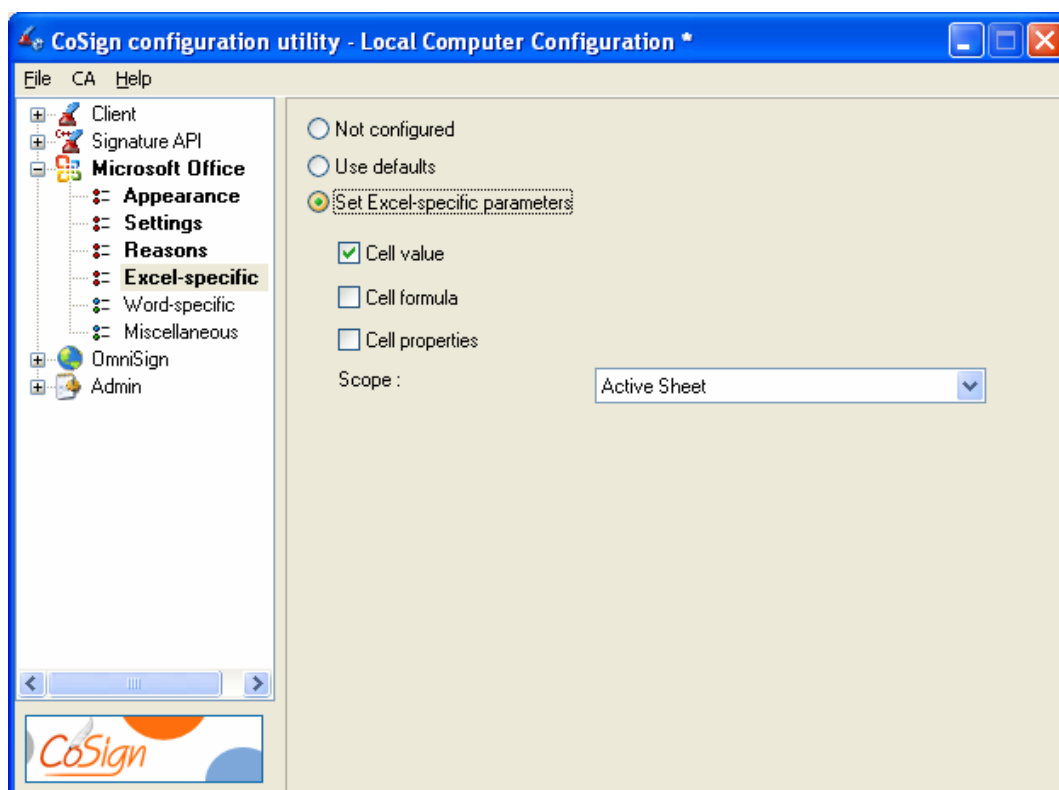 CoSign configuration utility - Local Computer Configuration *
File CA Help
Client
Signature API
Microsoft Office
Appearance
Settings
Reasons
Excel-specific
Word-specific
Miscellaneous
OmniSign
Admin
Not configured
Use defaults
Set Excel-specific parameters
Cell value
Cell formula
Cell properties
Scope :
Active Sheet
CoSign